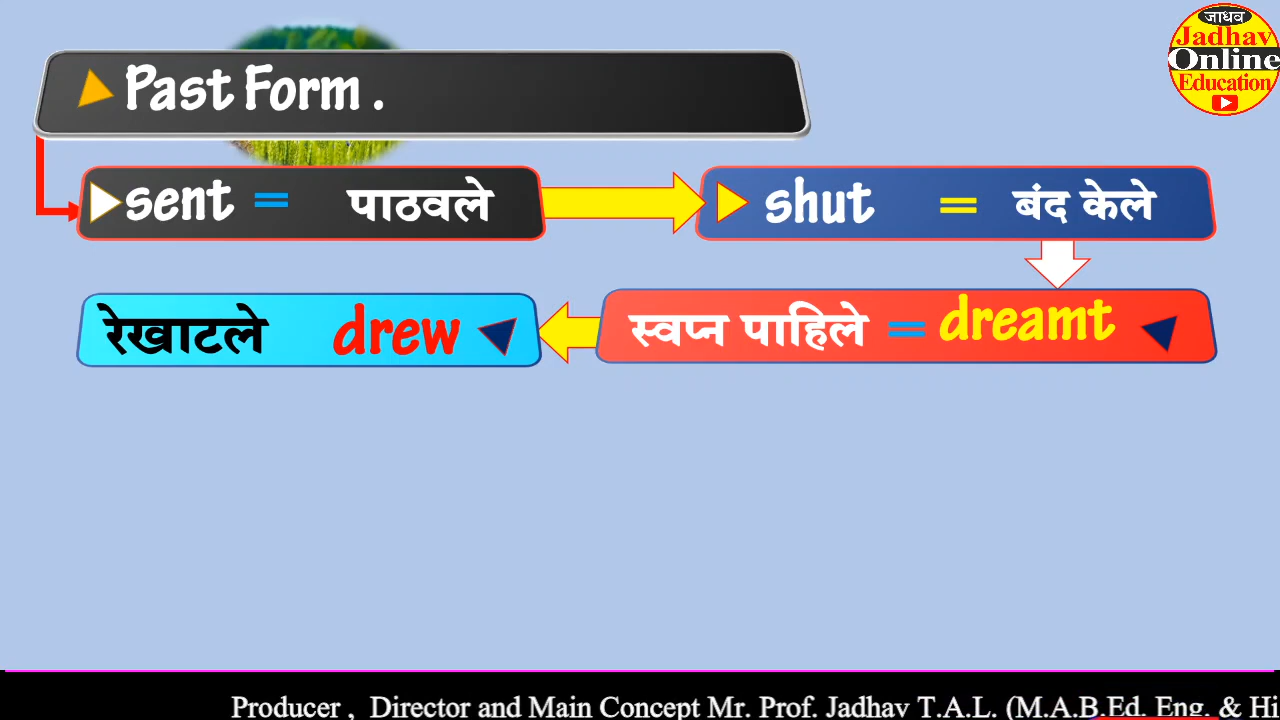 जाधव
Jadhav
Online
Education
Past Form .
sent = पाठवले
shut = बंद केले
स्वप्न पाहिले = dreamt
रेखाटले drew
Producer , Director and Main Concept Mr. Prof. Jadhav T.A.L. (M.A.B.Ed. Eng. & Hi